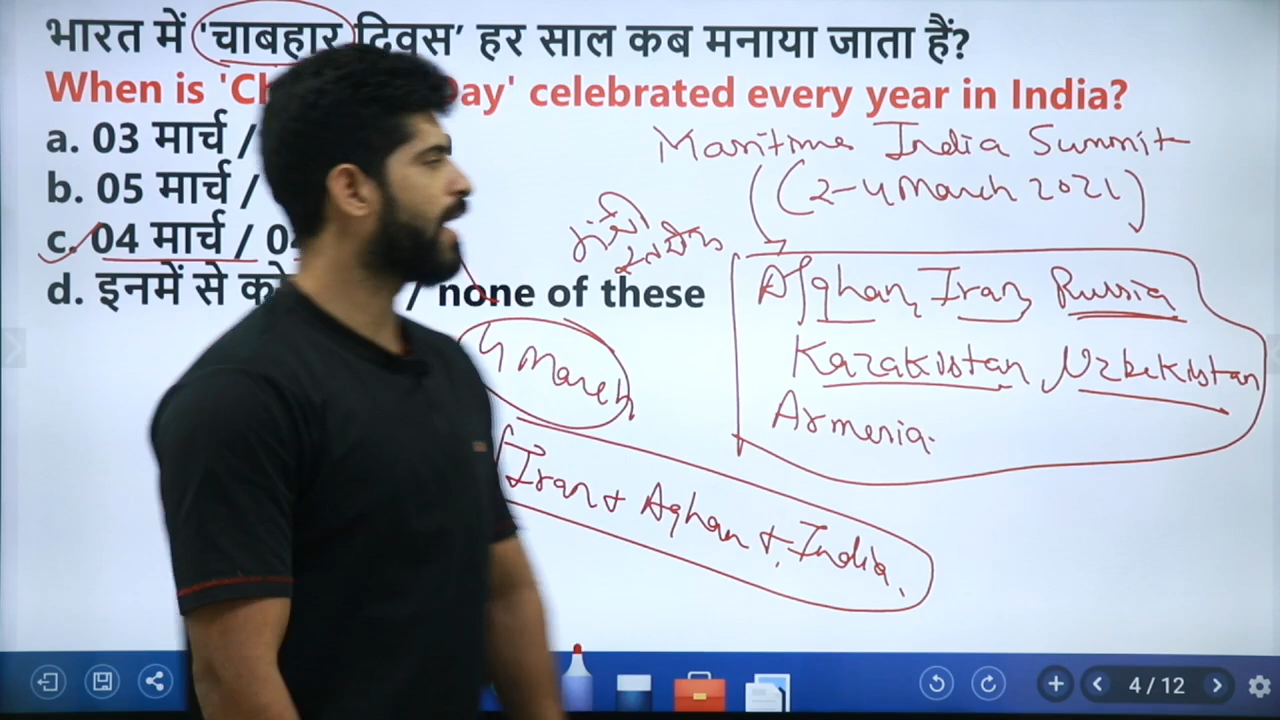 भारत में 'चाबहार दिवस' हर साल कब मनाया जाता हैं?
When is 'Ch ay' celebrated every year in India?
a. 03 मार्च /
b. 05 मार्च /
c. 04 मार्च / 04
d. इनमें से को / none of these
Maritime India Summit
(2-4 March 2021)
Afghan, Iran, Russia
Kazakistan, Uzbekistan
Armenia.
4 March
Iran + Aghan + India.
4/12